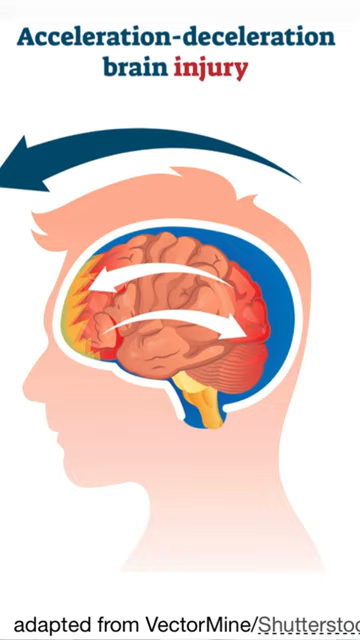 Acceleration-deceleration
brain injury
adapted from VectorMine/Shutterstoc